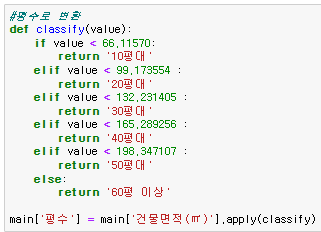 #평수로 변환
def classify(value):
    if value < 66.11570:
        return '10평대'
    elif value < 99.173554 :
        return '20평대'
    elif value < 132.231405 :
        return '30평대'
    elif value < 165.289256 :
        return '40평대'
    elif value < 198.347107 :
        return '50평대'
    else:
        return '60평 이상'
main['평수'] = main['건물면적(㎡)'].apply(classify)